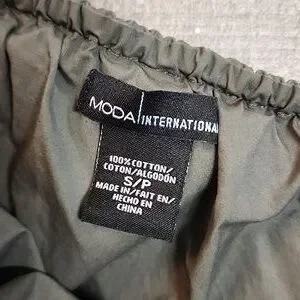 MODA INTERNATIONAL
100% COTTON/
COTON/ALGODÓN
S/P
MADE IN/FAIT EN/
HECHO EN
CHINA